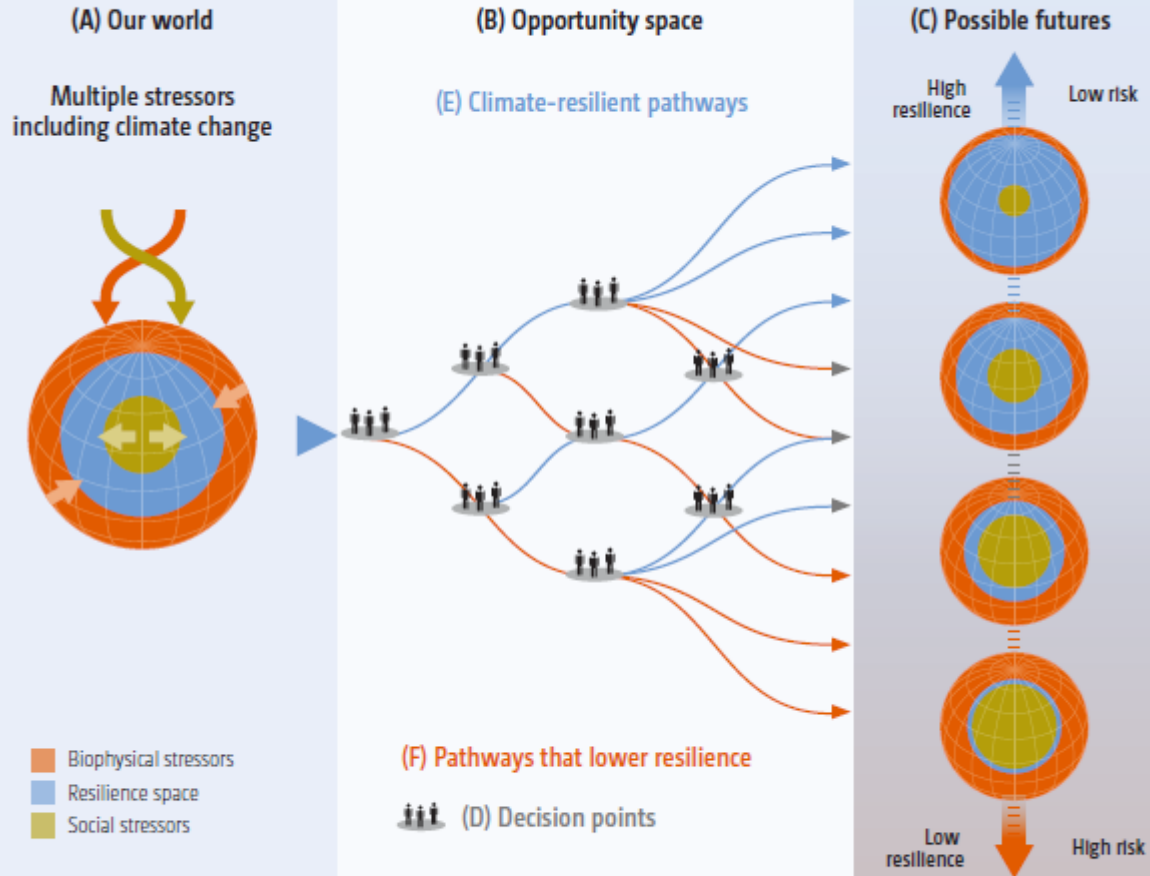 (A) Our world
(B) Opportunity space
(C) Possible futures
Multiple stressors
including climate change
(E) Climate-resilient pathways
High
resilience
Low risk
Biophysical stressors
Resilience space
Social stressors
(F) Pathways that lower resilience
(D) Decision points
Low
resilience
High risk